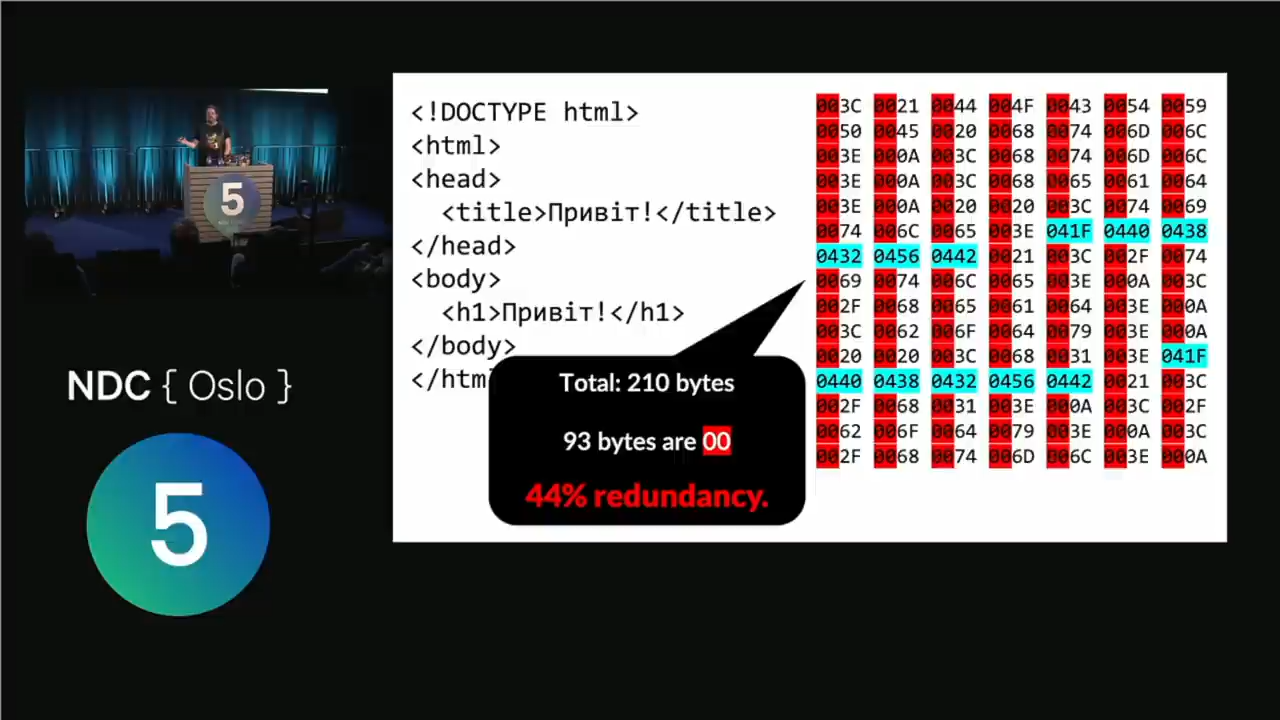 5
NDC { Oslo }
5
<!DOCTYPE html>
<html>
<head>
  <title>Привіт!</title>
</head>
<body>
  <h1>Привіт!</h1>
</body>
</htm
Total: 210 bytes
93 bytes are 00
44% redundancy.
003C 0021 0044 004F 0043 0054 0059
0050 0045 0020 0068 0074 006D 006C
003E 000A 003C 0068 0074 006D 006C
003E 000A 003C 0068 0065 0061 0064
003E 000A 0020 0020 003C 0074 0069
0074 006C 0065 003E 041F 0440 0438
0432 0456 0442 0021 003C 002F 0074
0069 0074 006C 0065 003E 000A 003C
002F 0068 0065 0061 0064 003E 000A
003C 0062 006F 0064 0079 003E 000A
0020 0020 003C 0068 0031 003E 041F
0440 0438 0432 0456 0442 0021 003C
002F 0068 0031 003E 000A 003C 002F
0062 006F 0064 0079 003E 000A 003C
002F 0068 0074 006D 006C 003E 000A